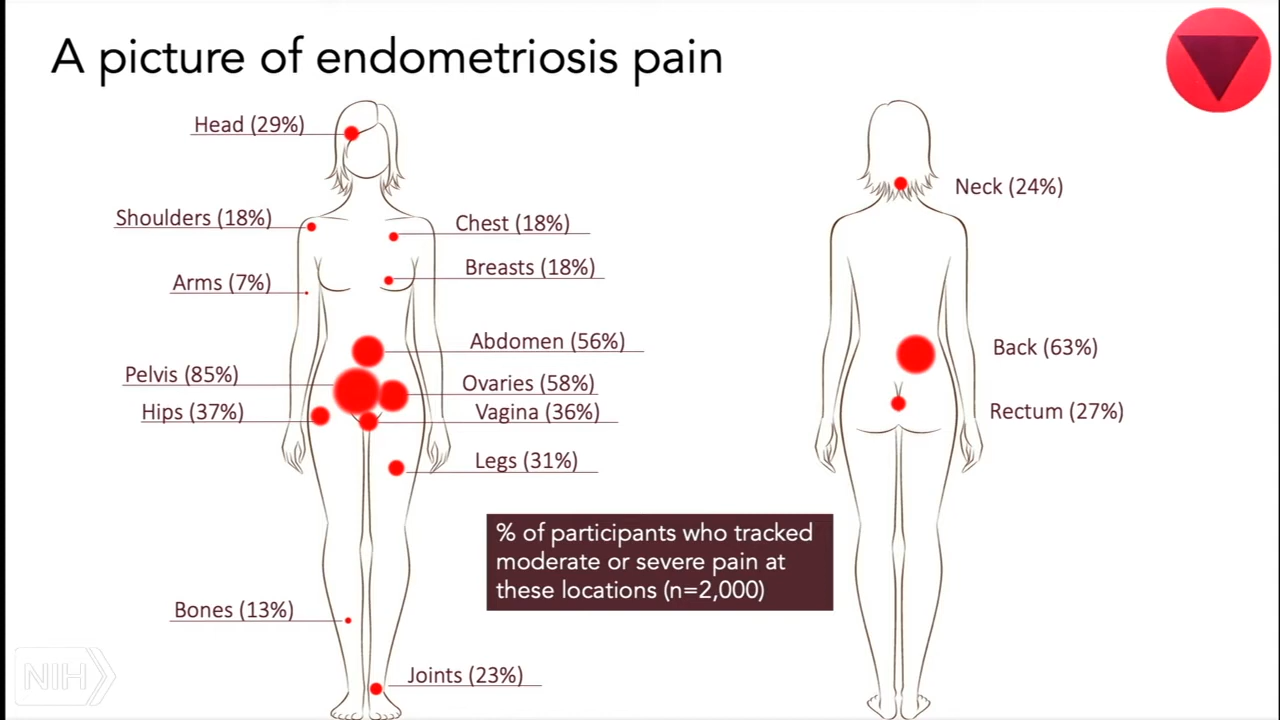 A picture of endometriosis pain
Head (29%)
Shoulders (18%)
Chest (18%)
Breasts (18%)
Arms (7%)
Abdomen (56%)
Pelvis (85%)
Ovaries (58%)
Hips (37%)
Vagina (36%)
Legs (31%)
Bones (13%)
Joints (23%)
Neck (24%)
Back (63%)
Rectum (27%)
% of participants who tracked
moderate or severe pain at
these locations (n=2,000)
NIH